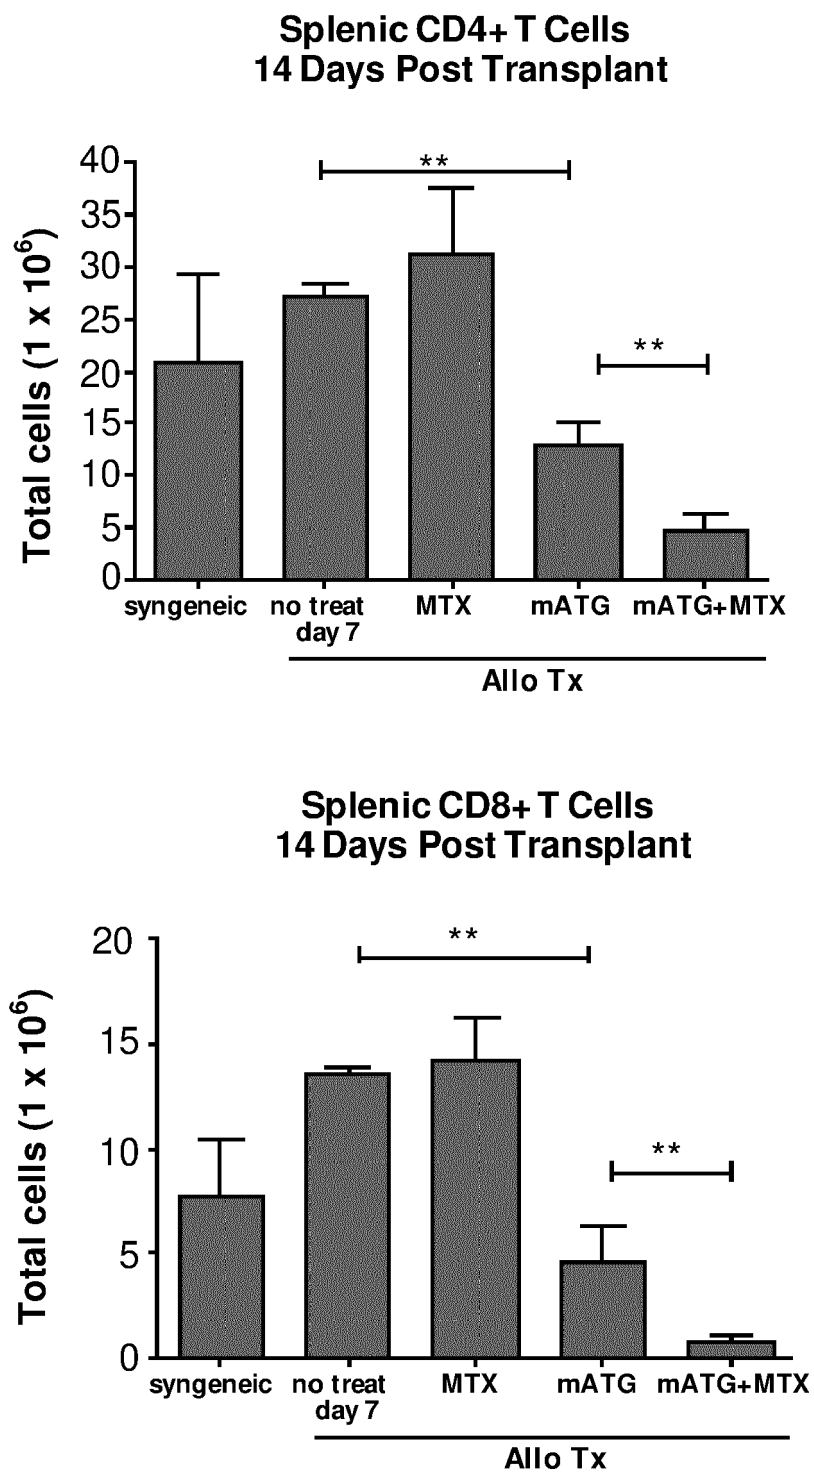 Splenic CD4+ T Cells
14 Days Post Transplant
Total cells (1 x 10⁶)
40
35
30
25
20
15
10
5
0
**
**
syngeneic no treat day 7 MTX mATG mATG+MTX
Allo Tx
Splenic CD8+ T Cells
14 Days Post Transplant
Total cells (1 x 10⁶)
20
15
10
5
0
**
**
syngeneic no treat day 7 MTX mATG mATG+MTX
Allo Tx